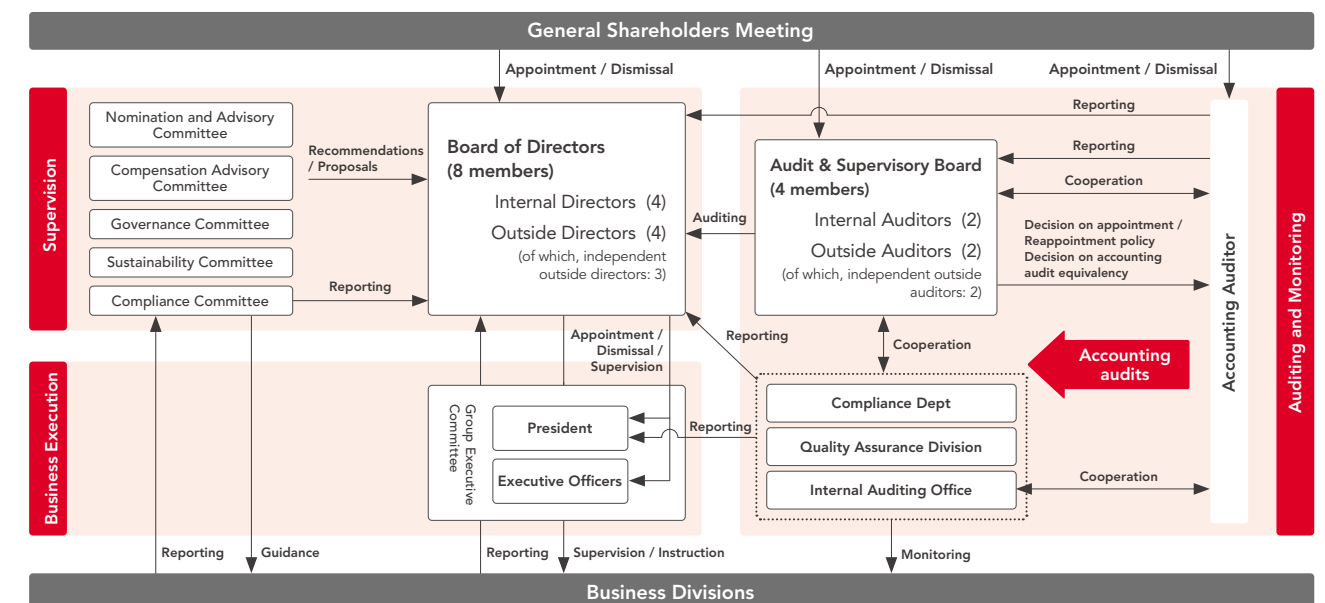 General Shareholders Meeting
Appointment / Dismissal
Appointment / Dismissal
Appointment / Dismissal
Supervision
Nomination and Advisory
Committee
Compensation Advisory
Committee
Governance Committee
Sustainability Committee
Compliance Committee
Recommendations
/ Proposals
Reporting
Board of Directors
(8 members)
Internal Directors (4)
Outside Directors (4)
(of which, independent
outside directors: 3)
Auditing
Audit & Supervisory Board
(4 members)
Internal Auditors (2)
Outside Auditors (2)
(of which, independent outside
auditors: 2)
Reporting
Reporting
Cooperation
Decision on appointment /
Reappointment policy
Decision on accounting
audit equivalency
Accounting Auditor
Auditing and Monitoring
Appointment /
Dismissal /
Supervision
Reporting
Cooperation
Accounting
audits
Business Execution
Group Executive
Committee
President
Executive Officers
Reporting
Compliance Dept
Quality Assurance Division
Internal Auditing Office
Cooperation
Reporting
Guidance
Reporting
Supervision / Instruction
Monitoring
Business Divisions